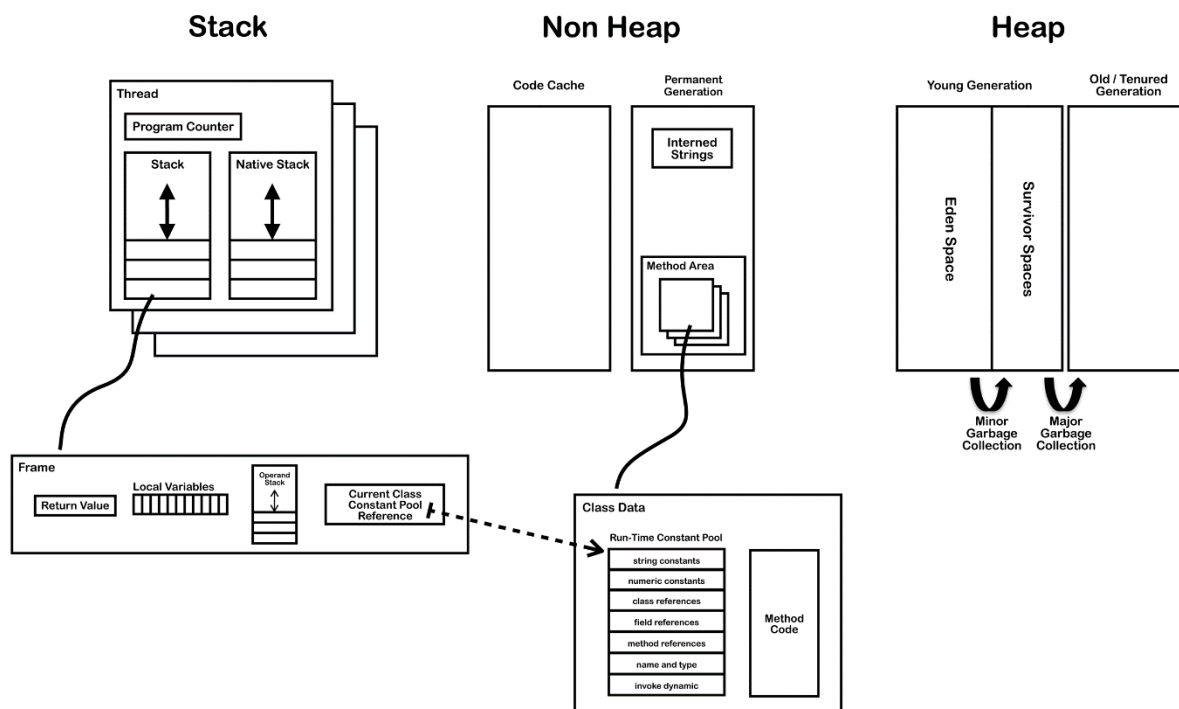 Stack
Non Heap
Heap
Thread
Program Counter
Stack
Native Stack
Code Cache
Permanent
Generation
Interned
Strings
Method Area
Young Generation
Old / Tenured
Generation
Eden Space
Survivor Spaces
Minor
Garbage
Collection
Major
Garbage
Collection
Frame
Return Value
Local Variables
Operand
Stack
Current Class
Constant Pool
Reference
Class Data
Run-Time Constant Pool
string constants
numeric constants
class references
field references
method references
name and type
invoke dynamic
Method
Code